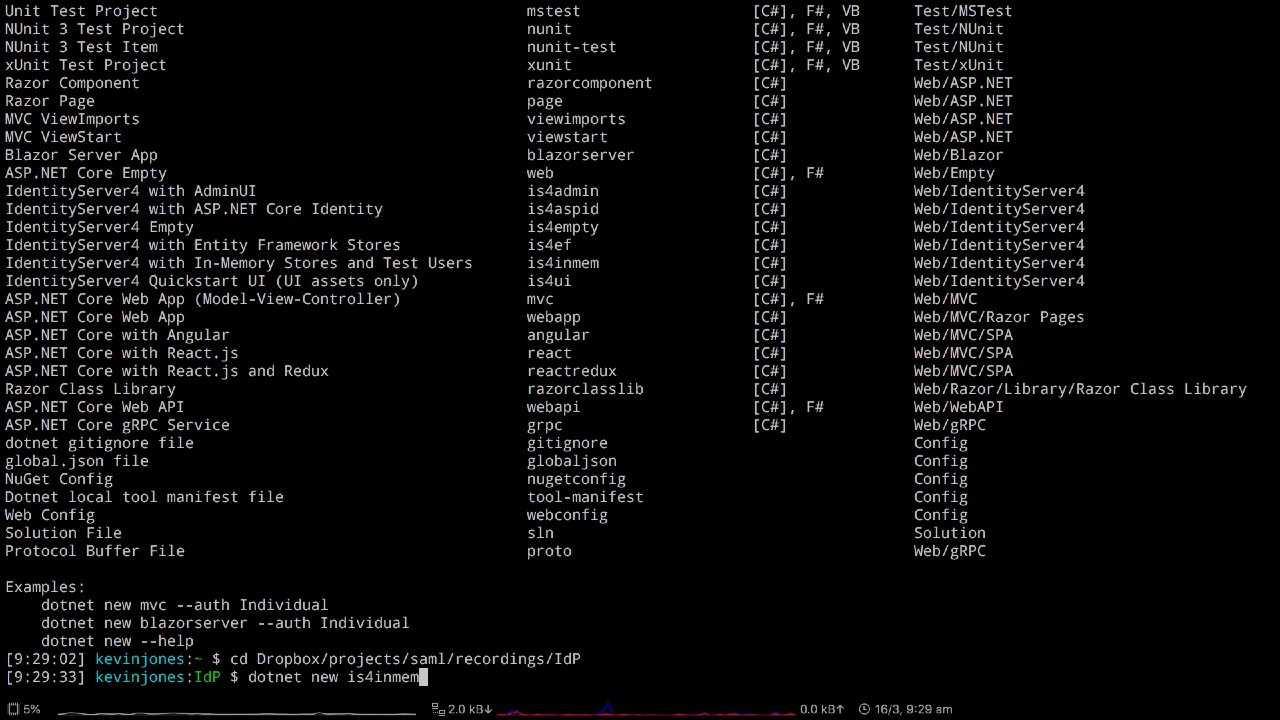 Unit Test Project mstest [C#], F#, VB Test/MSTest
NUnit 3 Test Project nunit [C#], F#, VB Test/NUnit
NUnit 3 Test Item nunit-test [C#], F#, VB Test/NUnit
xUnit Test Project xunit [C#], F#, VB Test/xUnit
Razor Component razorcomponent [C#] Web/ASP.NET
Razor Page page [C#] Web/ASP.NET
MVC ViewImports viewimports [C#] Web/ASP.NET
MVC ViewStart viewstart [C#] Web/ASP.NET
Blazor Server App blazorserver [C#] Web/Blazor
ASP.NET Core Empty web [C#], F# Web/Empty
IdentityServer4 with AdminUI is4admin [C#] Web/IdentityServer4
IdentityServer4 with ASP.NET Core Identity is4aspid [C#] Web/IdentityServer4
IdentityServer4 Empty is4empty [C#] Web/IdentityServer4
IdentityServer4 with Entity Framework Stores is4ef [C#] Web/IdentityServer4
IdentityServer4 with In-Memory Stores and Test Users is4inmem [C#] Web/IdentityServer4
IdentityServer4 Quickstart UI (UI assets only) is4ui [C#] Web/IdentityServer4
ASP.NET Core Web App (Model-View-Controller) mvc [C#], F# Web/MVC
ASP.NET Core Web App webapp [C#] Web/MVC/Razor Pages
ASP.NET Core with Angular angular [C#] Web/MVC/SPA
ASP.NET Core with React.js react [C#] Web/MVC/SPA
ASP.NET Core with React.js and Redux reactredux [C#] Web/MVC/SPA
Razor Class Library razorclasslib [C#] Web/Razor/Library/Razor Class Library
ASP.NET Core Web API webapi [C#], F# Web/WebAPI
ASP.NET Core gRPC Service grpc [C#] Web/gRPC
dotnet gitignore file gitignore Config
global.json file globaljson Config
NuGet Config nugetconfig Config
Dotnet local tool manifest file tool-manifest Config
Web Config webconfig Config
Solution File sln Solution
Protocol Buffer File proto Web/gRPC
Examples:
dotnet new mvc --auth Individual
dotnet new blazorserver --auth Individual
dotnet new --help
[9:29:02] kevinjones:~ $ cd Dropbox/projects/saml/recordings/IdP
[9:29:33] kevinjones:IdP $ dotnet new is4inmem
5% 2.0 kB↓ 0.0 kB↑ 16/3, 9:29 am